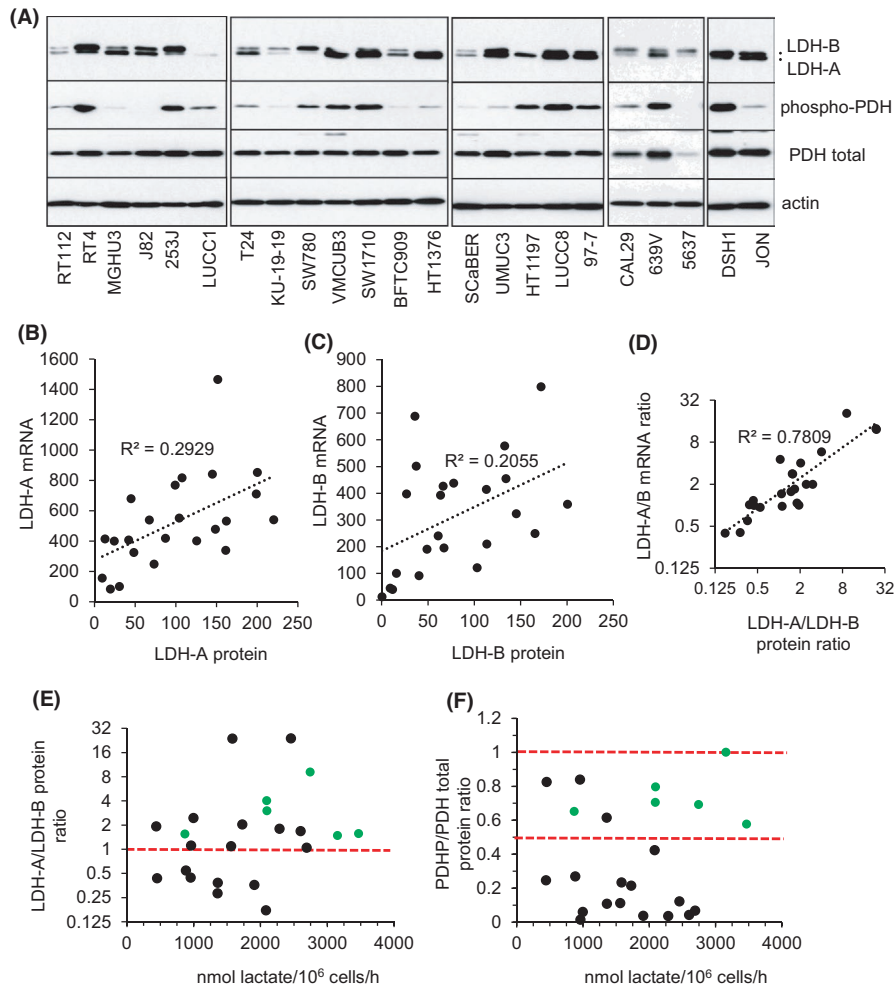 (A)
LDH-B
LDH-A
phospho-PDH
PDH total
actin
RT112
RT4
MGHU3
J82
253J
LUCC1
T24
KU-19-19
SW780
VMCUB3
SW1710
BFTC909
HT1376
SCaBER
UMUC3
HT1197
LUCC8
97-7
CAL29
639V
5637
DSH1
JON
(B)
LDH-A mRNA
1600
1400
1200
1000
800
600
400
200
0
R² = 0.2929
0 50 100 150 200 250
LDH-A protein
(C)
LDH-B mRNA
900
800
700
600
500
400
300
200
100
0
R² = 0.2055
0 50 100 150 200 250
LDH-B protein
(D)
LDH-A/B mRNA ratio
32
8
2
0.5
0.125
R² = 0.7809
0.125 0.5 2 8 32
LDH-A/LDH-B
protein ratio
(E)
LDH-A/LDH-B protein
ratio
32
16
8
4
2
1
0.5
0.25
0.125
0 1000 2000 3000 4000
nmol lactate/10⁶ cells/h
(F)
PDHP/PDH total
protein ratio
1.2
1
0.8
0.6
0.4
0.2
0
0 1000 2000 3000 4000
nmol lactate/10⁶ cells/h